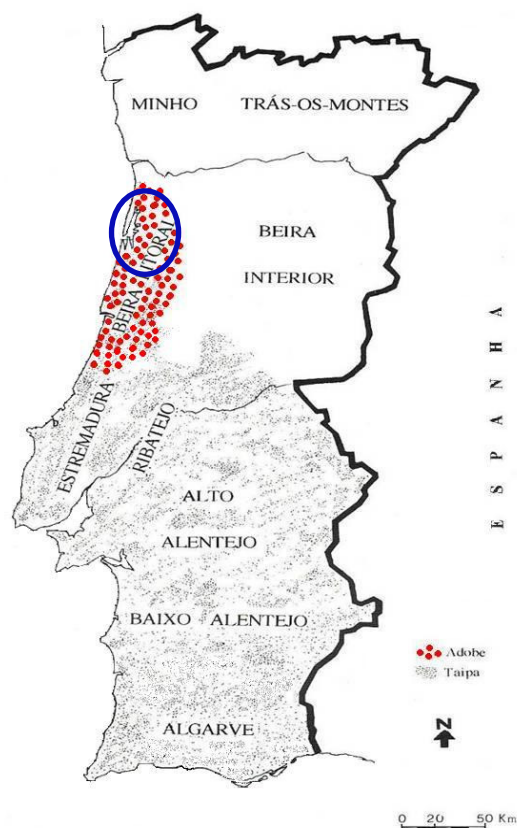 MINHO TRÁS-OS-MONTES
BEIRA LITORAL
BEIRA
INTERIOR
ESPANHA
ESTREMADURA
RIBATEJO
ALTO
ALENTEJO
BAIXO ALENTEJO
Adobe
Taipa
ALGARVE
N
0 20 50 Km